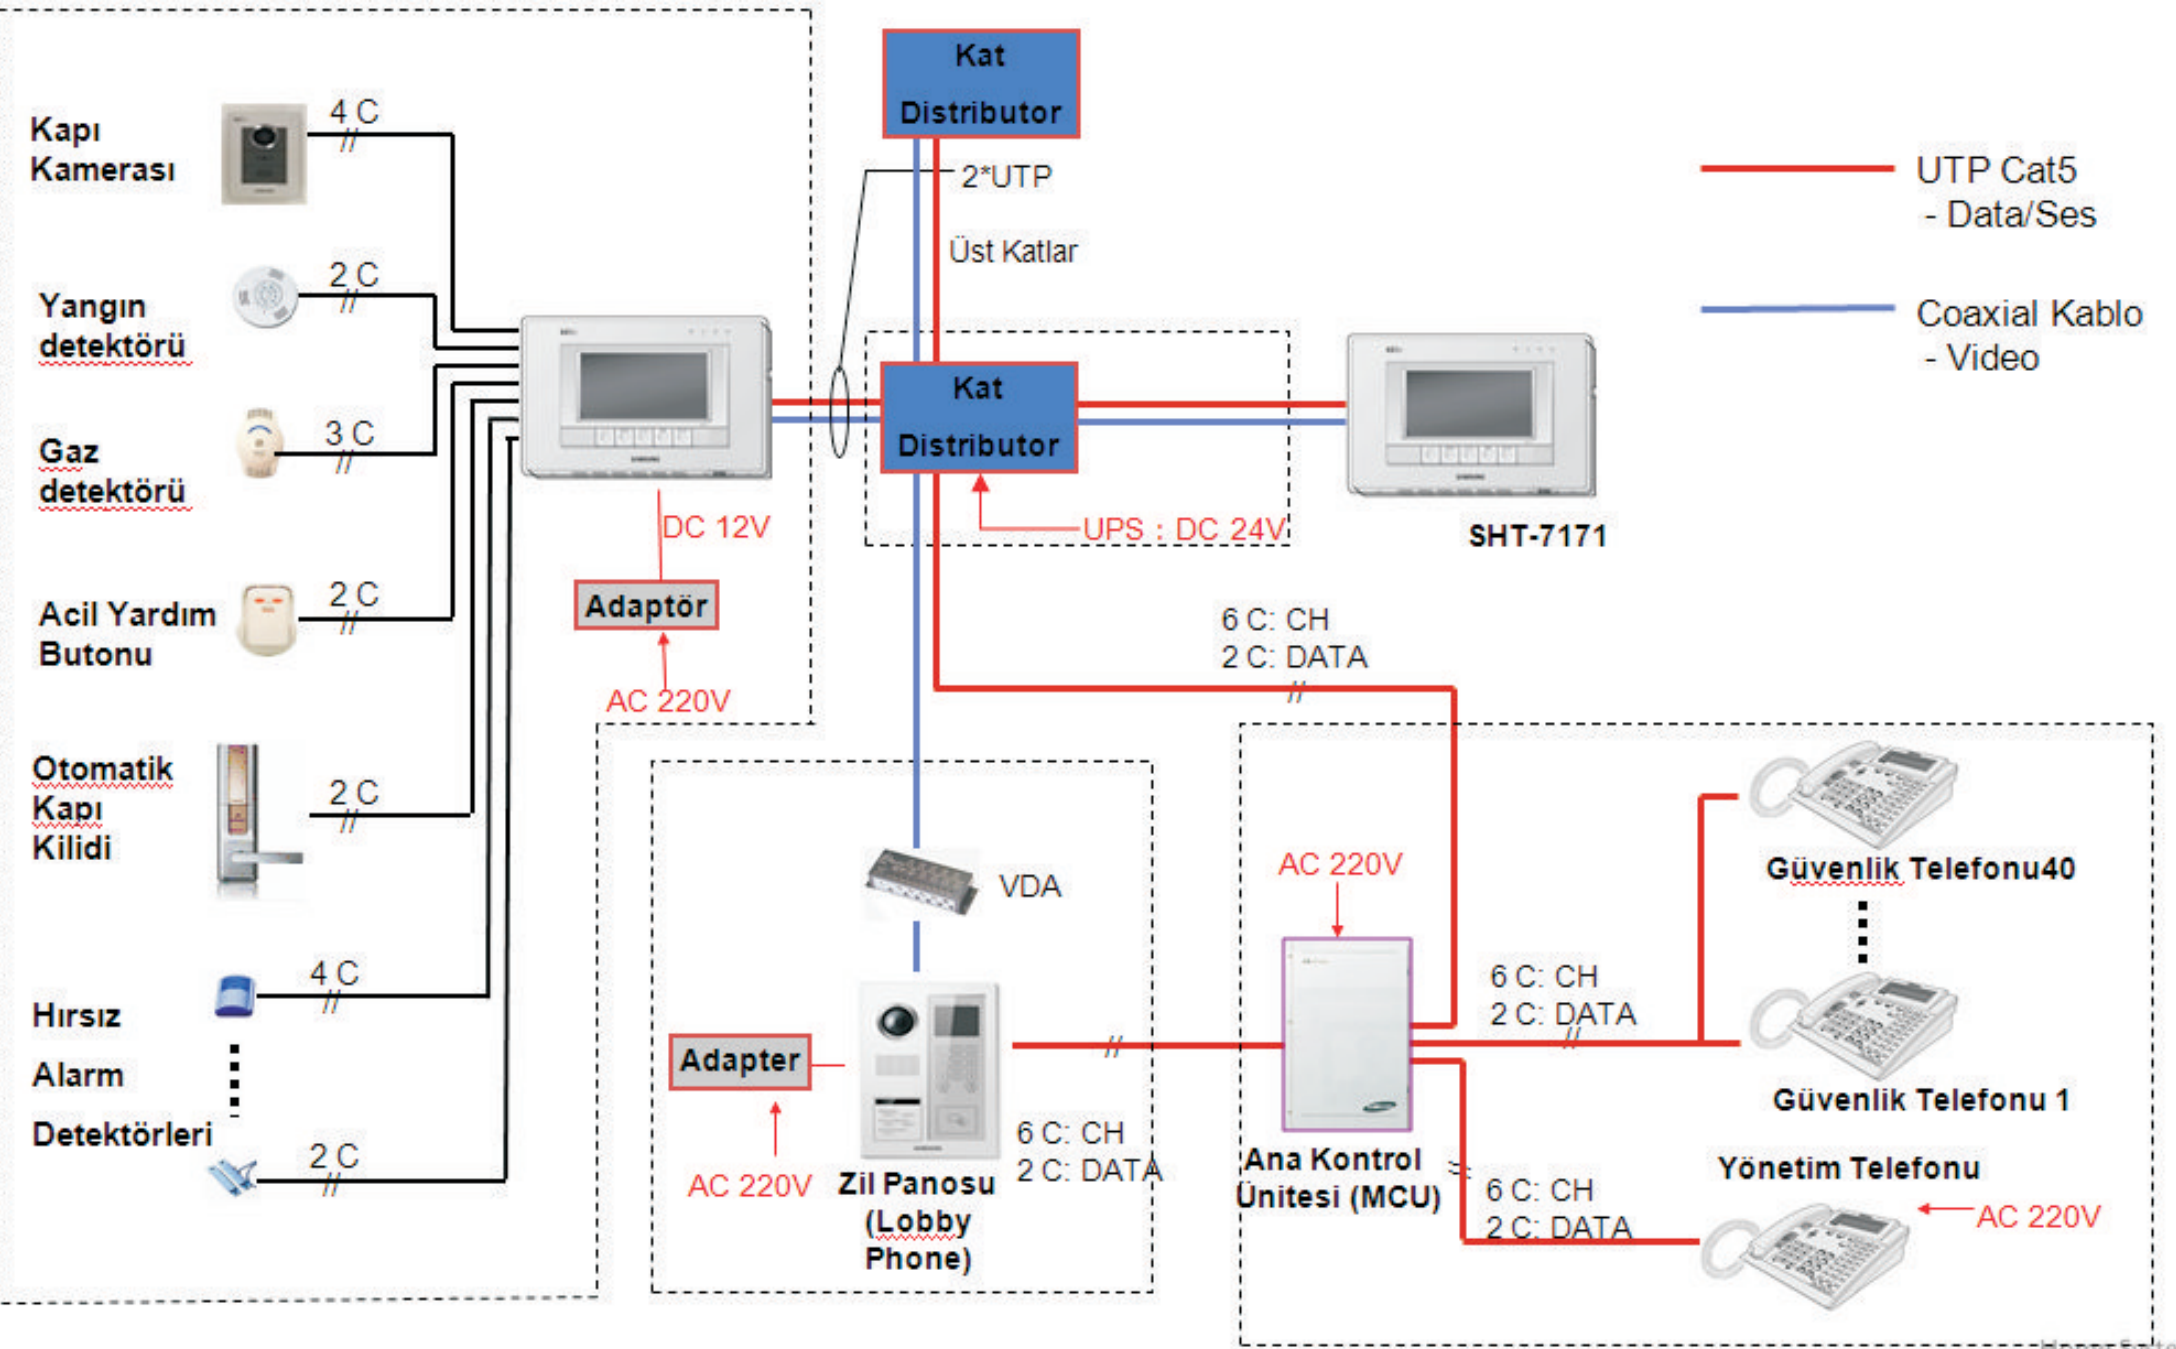 Kat
Distributor
Kapı
Kamerası
4 C
2*UTP
Üst Katlar
UTP Cat5
- Data/Ses
Coaxial Kablo
- Video
Yangın
detektörü
2 C
Gaz
detektörü
3 C
Kat
Distributor
DC 12V
UPS : DC 24V
SHT-7171
Adaptör
AC 220V
Acil Yardım
Butonu
2 C
6 C: CH
2 C: DATA
Otomatik
Kapı
Kilidi
2 C
VDA
AC 220V
Güvenlik Telefonu40
Hırsız
Alarm
Detektörleri
4 C
2 C
Adapter
AC 220V
Zil Panosu
(Lobby
Phone)
6 C: CH
2 C: DATA
Ana Kontrol
Ünitesi (MCU)
6 C: CH
2 C: DATA
Güvenlik Telefonu 1
Yönetim Telefonu
6 C: CH
2 C: DATA
AC 220V